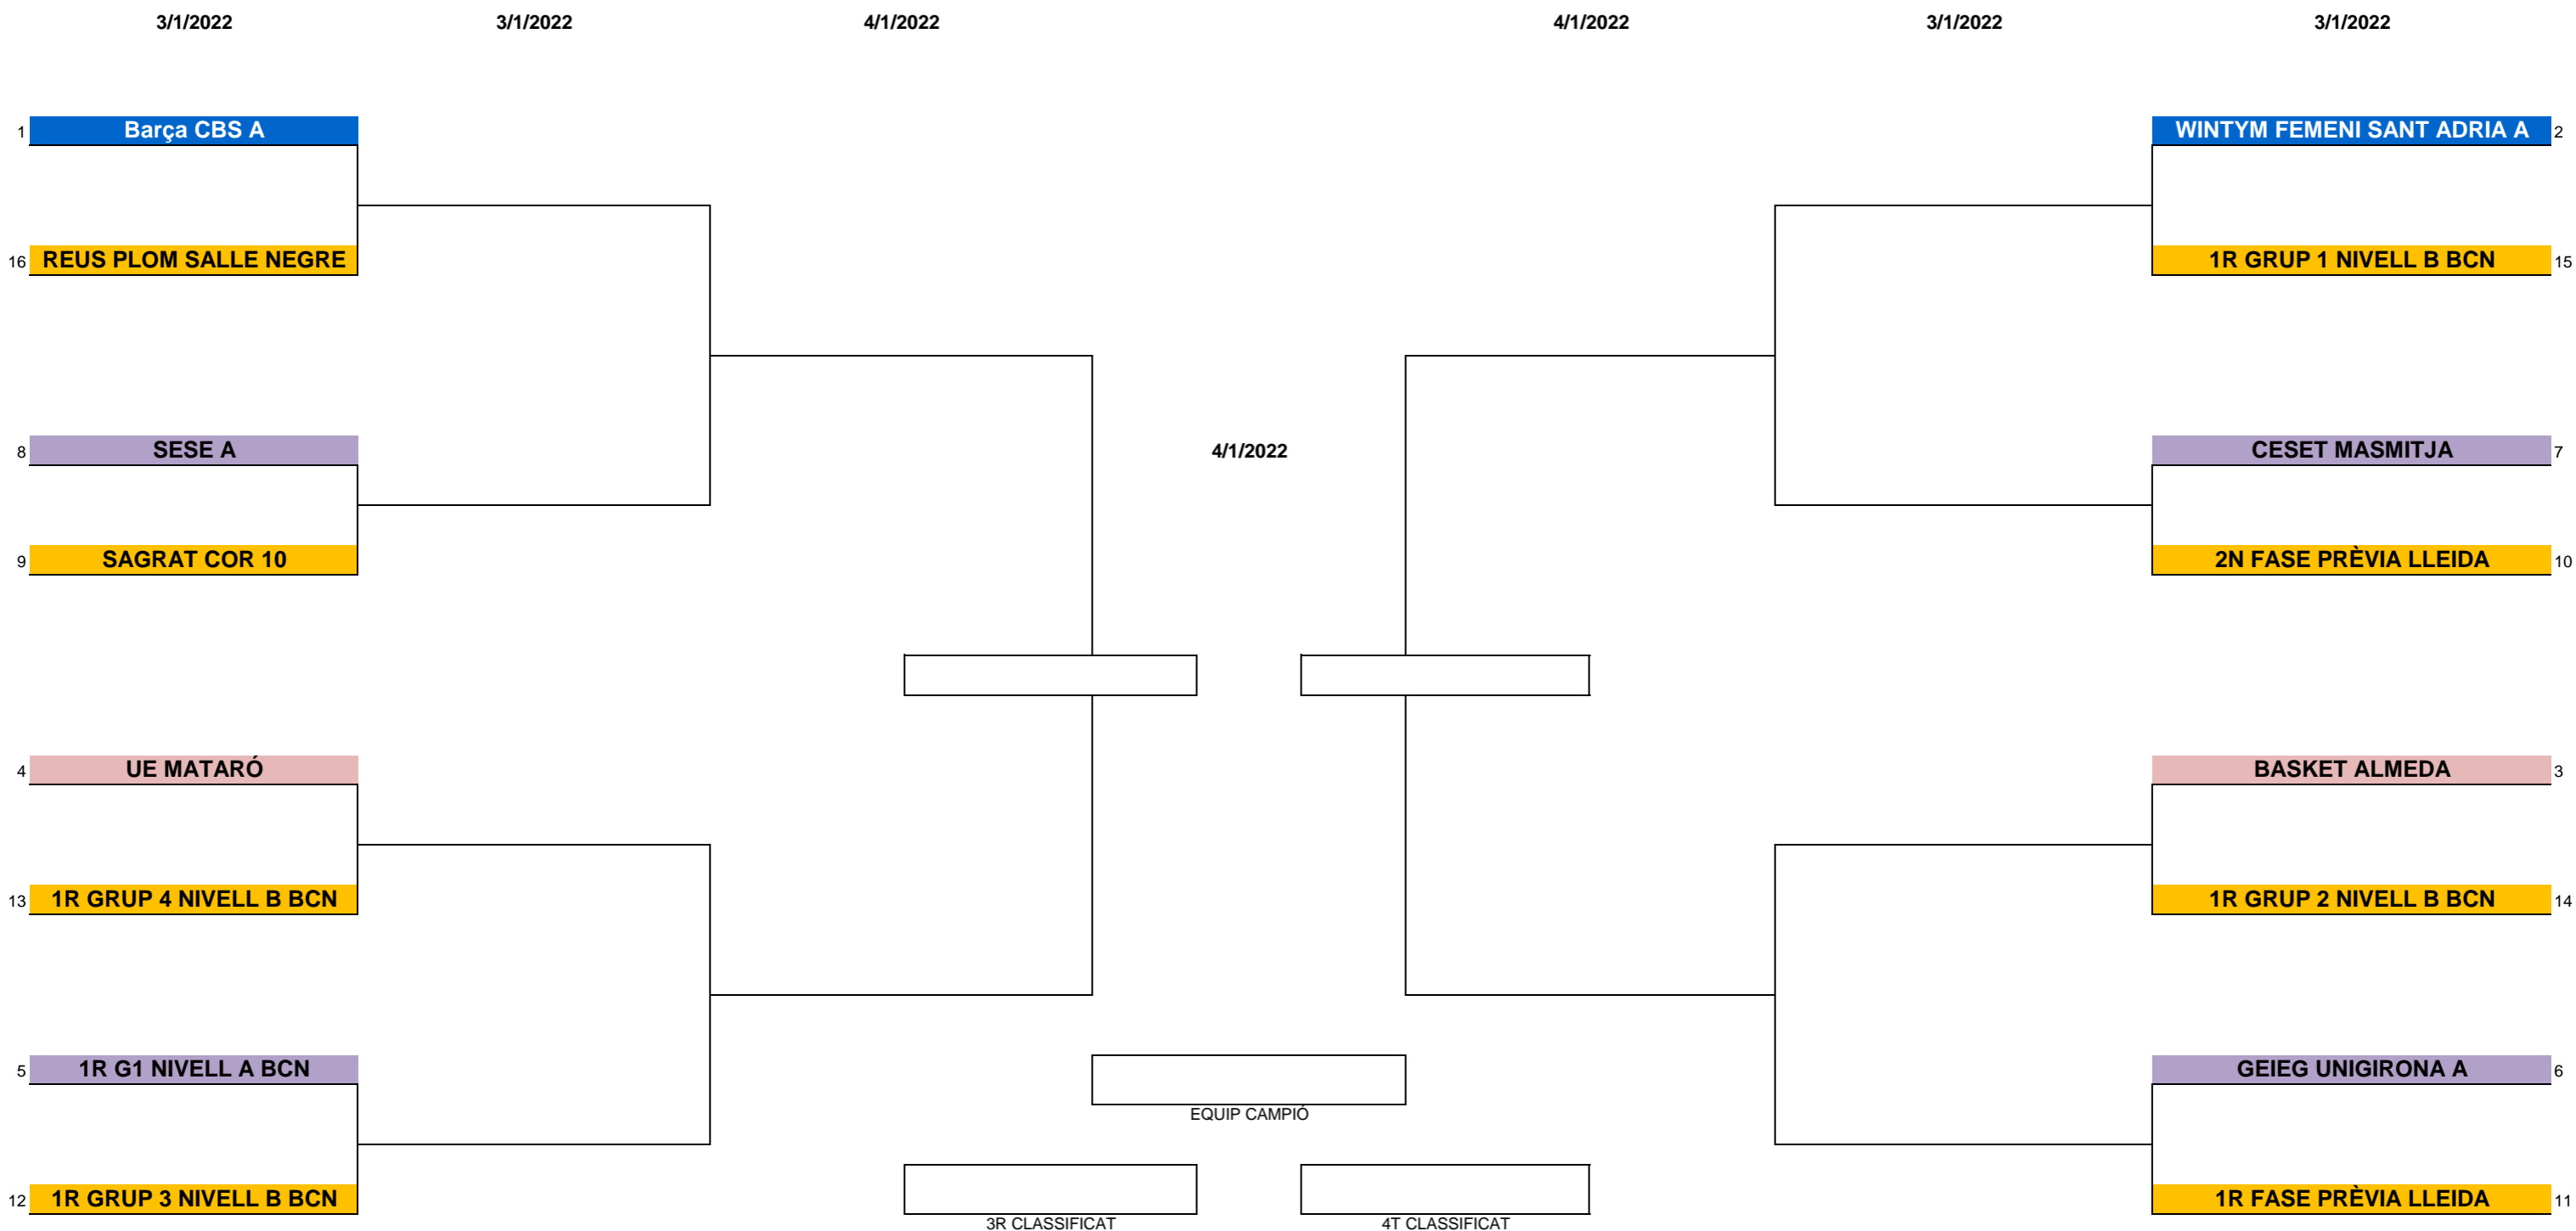 3/1/2022 3/1/2022 4/1/2022 4/1/2022 3/1/2022 3/1/2022
1 Barça CBS A WINTYM FEMENI SANT ADRIA A 2
16 REUS PLOM SALLE NEGRE 1R GRUP 1 NIVELL B BCN 15
8 SESE A 4/1/2022 CESET MASMITJA 7
9 SAGRAT COR 10 2N FASE PRÈVIA LLEIDA 10
4 UE MATARÓ BASKET ALMEDA 3
13 1R GRUP 4 NIVELL B BCN 1R GRUP 2 NIVELL B BCN 14
5 1R G1 NIVELL A BCN GEIEG UNIGIRONA A 6
EQUIP CAMPIÓ
12 1R GRUP 3 NIVELL B BCN 1R FASE PRÈVIA LLEIDA 11
3R CLASSIFICAT 4T CLASSIFICAT